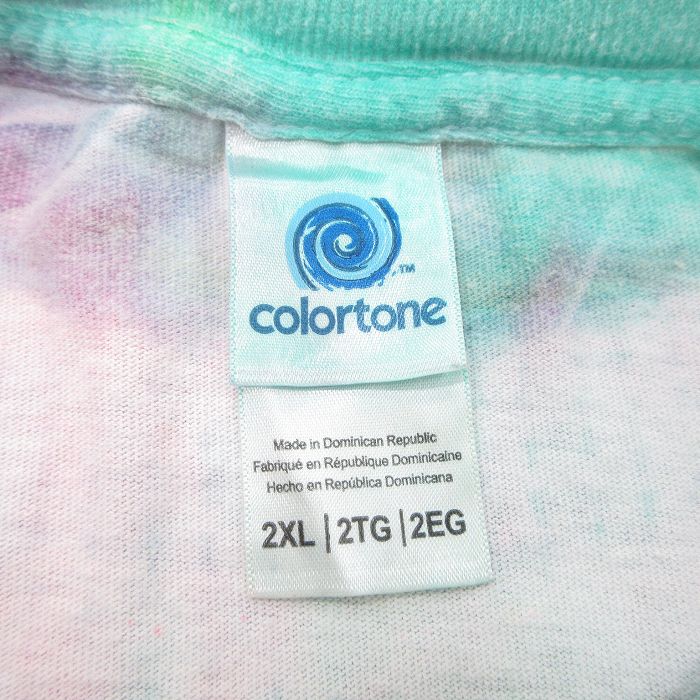 TM
colortone
Made in Dominican Republic
Fabriqué en République Dominicaine
Hecho en República Dominicana
2XL | 2TG | 2EG